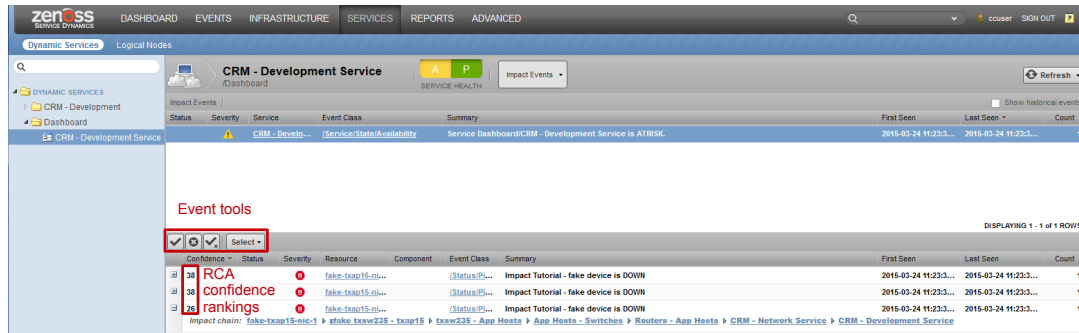 zenoss
SERVICE DYNAMICS
DASHBOARD EVENTS INFRASTRUCTURE SERVICES REPORTS ADVANCED
ccuser SIGN OUT ?
Dynamic Services Logical Nodes
CRM - Development Service
/Dashboard
A P
SERVICE HEALTH
Impact Events
Refresh
DYNAMIC SERVICES
CRM - Development
Dashboard
CRM - Development Service
Impact Events
Show historical events
Status Severity Service Event Class Summary First Seen Last Seen Count
CRM - Develo... /Service/State/Availability Service Dashboard/CRM - Development Service is ATRISK. 2015-03-24 11:23:3... 2015-03-24 11:23:3...
Event tools
DISPLAYING 1 - 1 of 1 ROWS
Select
Confidence Status Severity Resource Component Event Class Summary First Seen Last Seen Count
38 fake-txap16-ni... /Status/Pi... Impact Tutorial - fake device is DOWN 2015-03-24 11:23:3... 2015-03-24 11:23:3...
38 fake-txap15-ni... /Status/Pi... Impact Tutorial - fake device is DOWN 2015-03-24 11:23:3... 2015-03-24 11:23:3...
26 fake-txap15-ni... /Status/Pi... Impact Tutorial - fake device is DOWN 2015-03-24 11:23:3... 2015-03-24 11:23:3...
RCA
confidence
rankings
Impact chain: fake-txap15-nic-1 zfake txsw235 - txap15 txsw235 - App Hosts App Hosts - Switches Routers - App Hosts CRM - Network Service CRM - Development Service